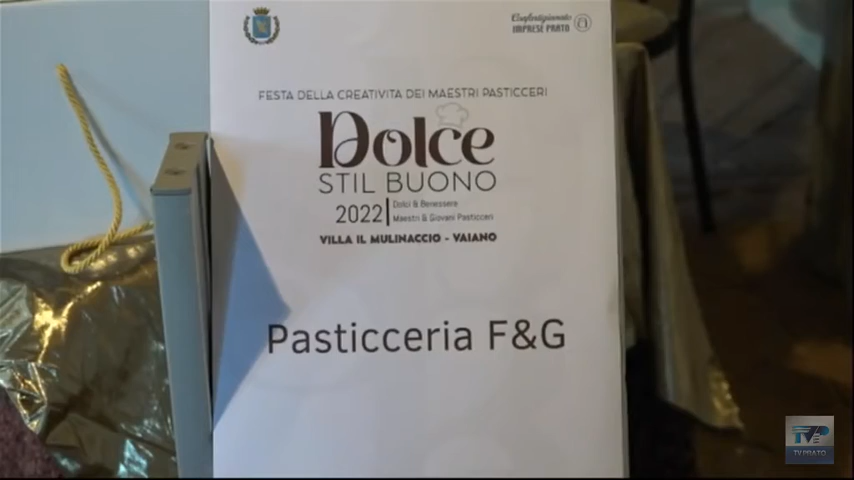 Confartigianato
IMPRESE PRATO
FESTA DELLA CREATIVITA DEI MAESTRI PASTICCERI
Dolce
STIL BUONO
2022
Dolci & Benessere
Maestri & Giovani Pasticceri
VILLA IL MULINACCIO - VAIANO
Pasticceria F&G
TVP
TV PRATO